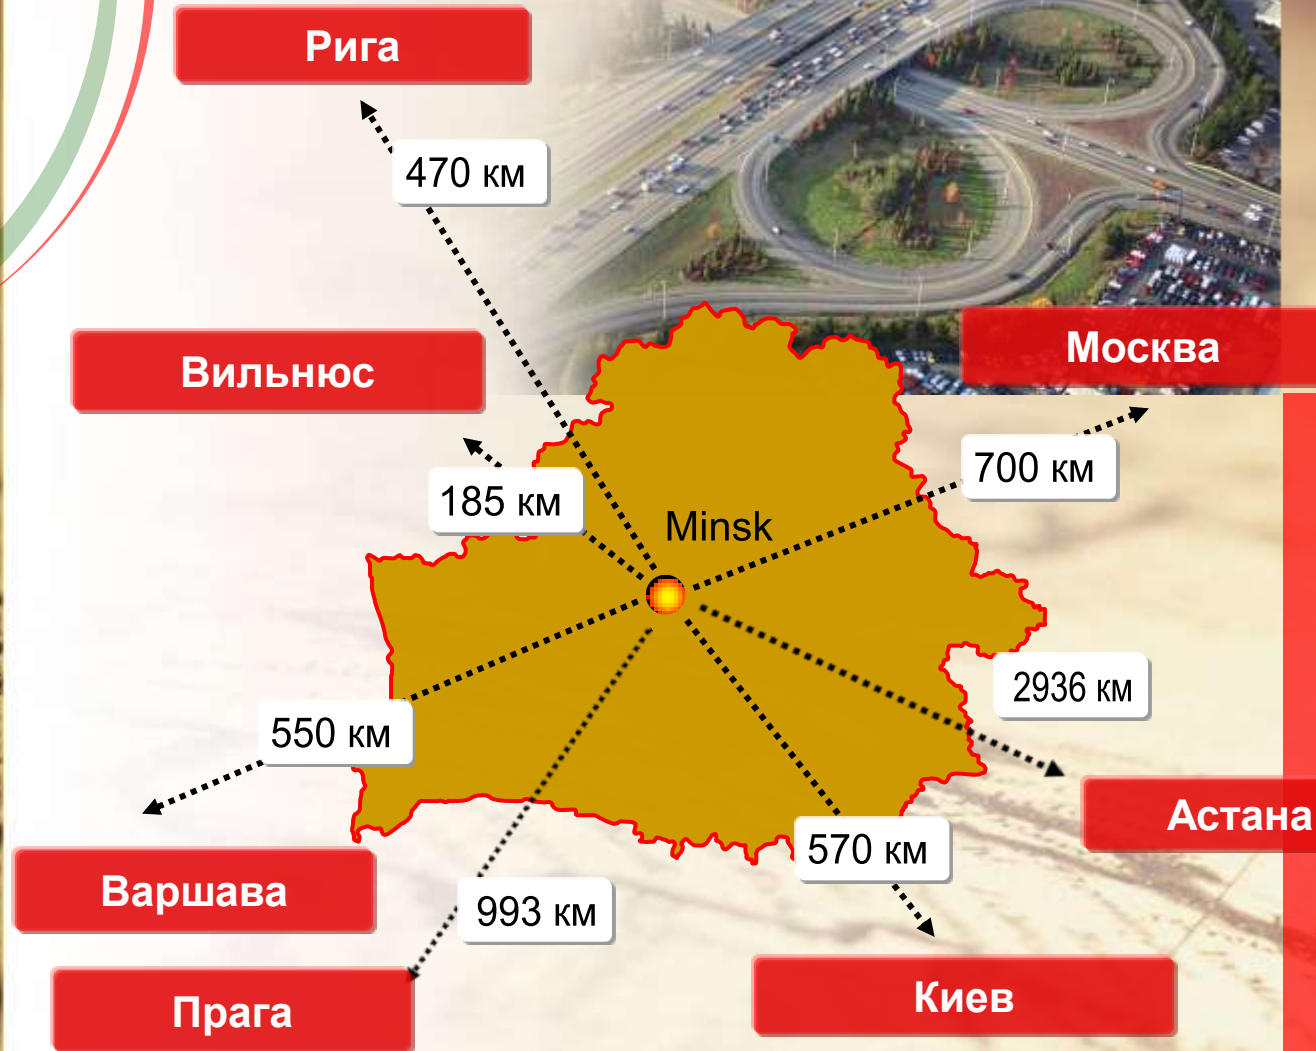 Рига
470 км
Вильнюс
Москва
185 км
700 км
Minsk
2936 км
550 км
Астана
570 км
Варшава
993 км
Прага
Киев